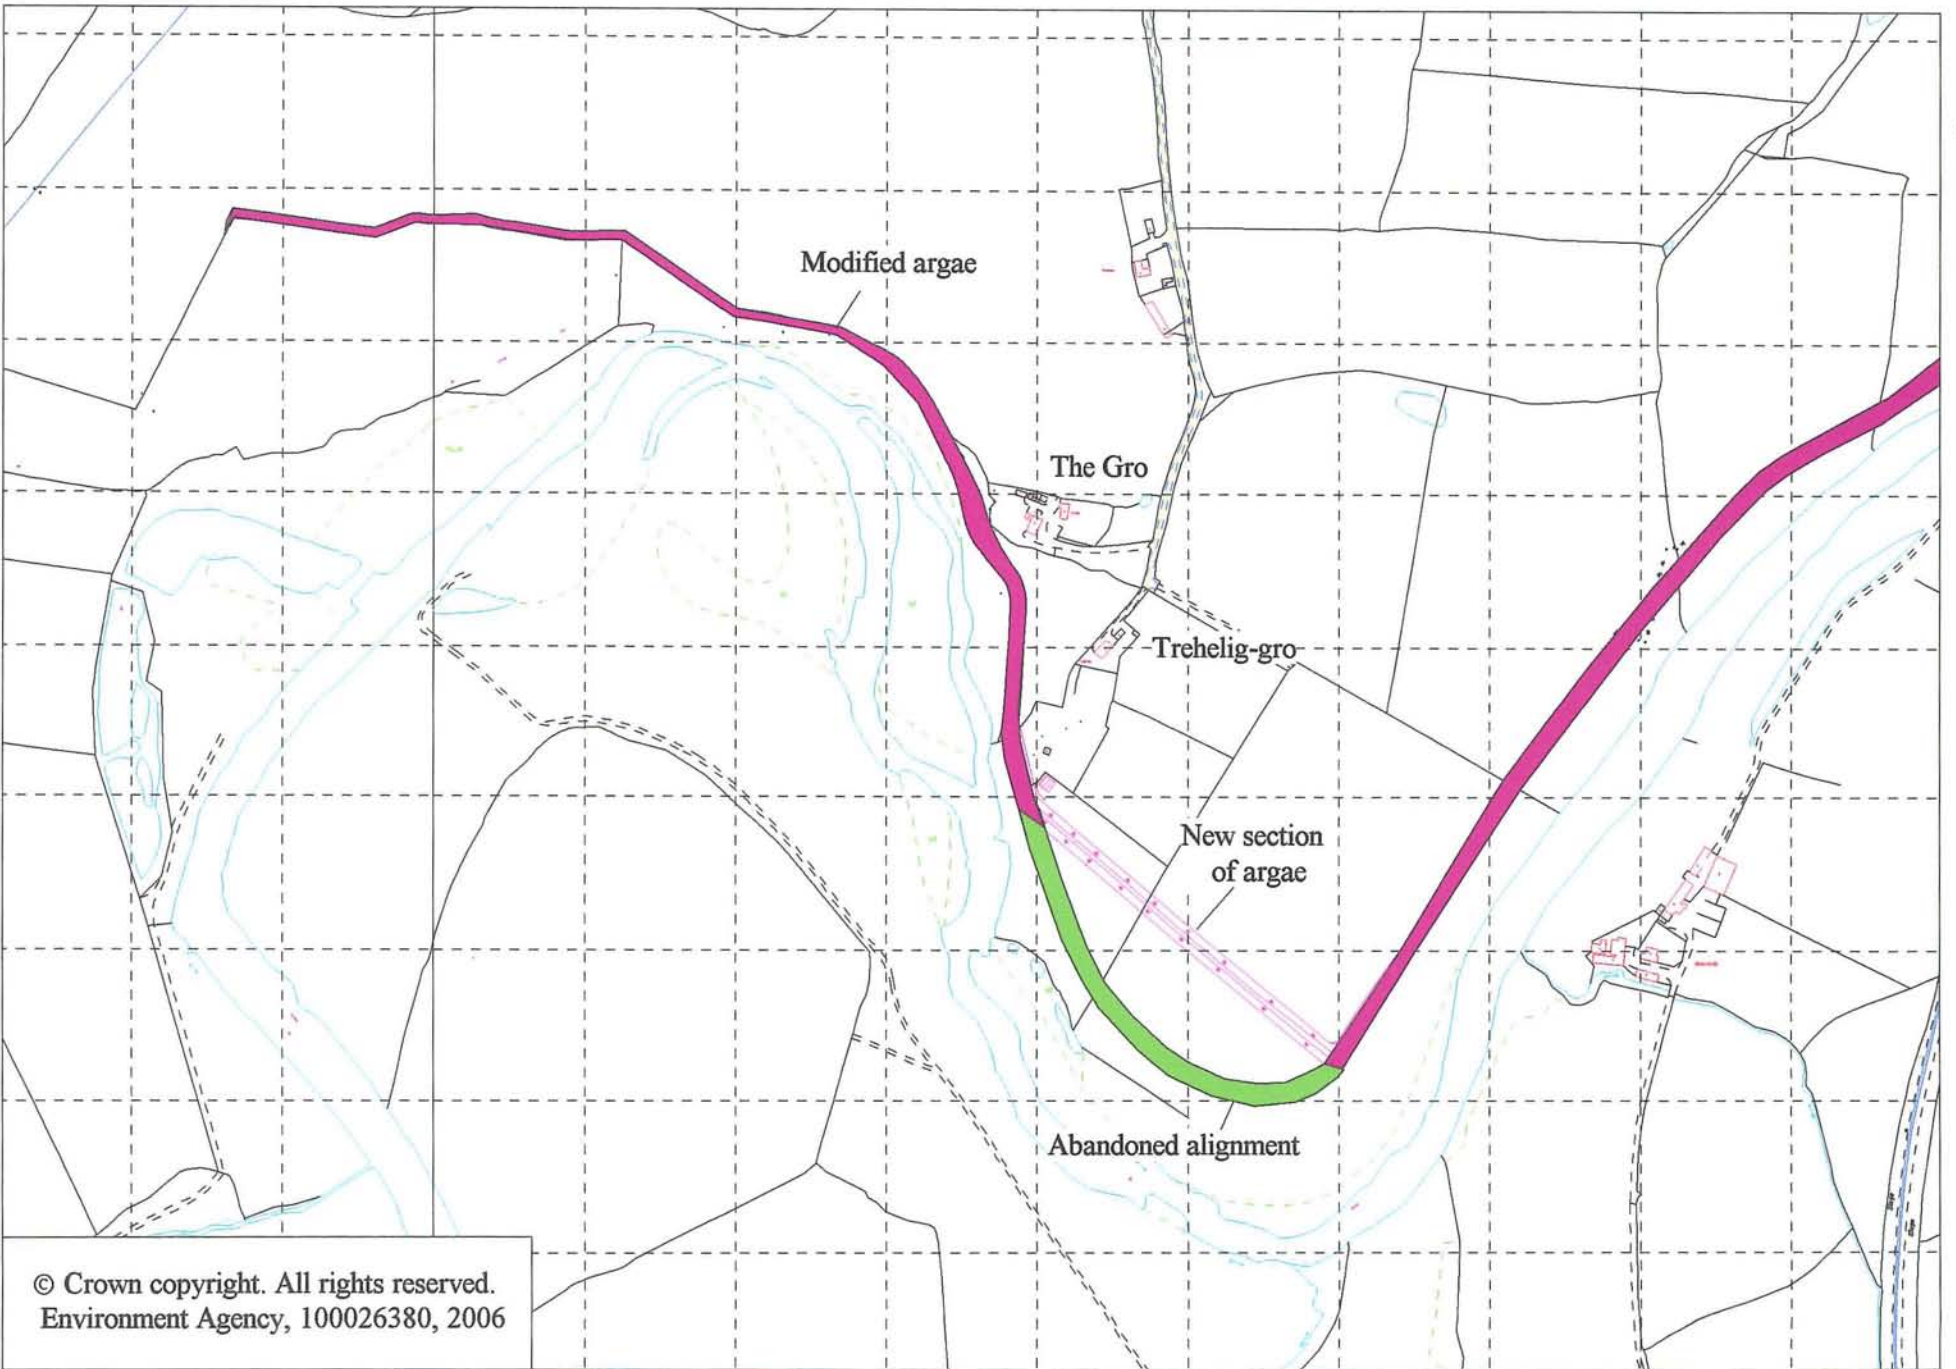 Modified argae
The Gro
Trehelig-gro
New section
of argae
Abandoned alignment
© Crown copyright. All rights reserved.
Environment Agency, 100026380, 2006